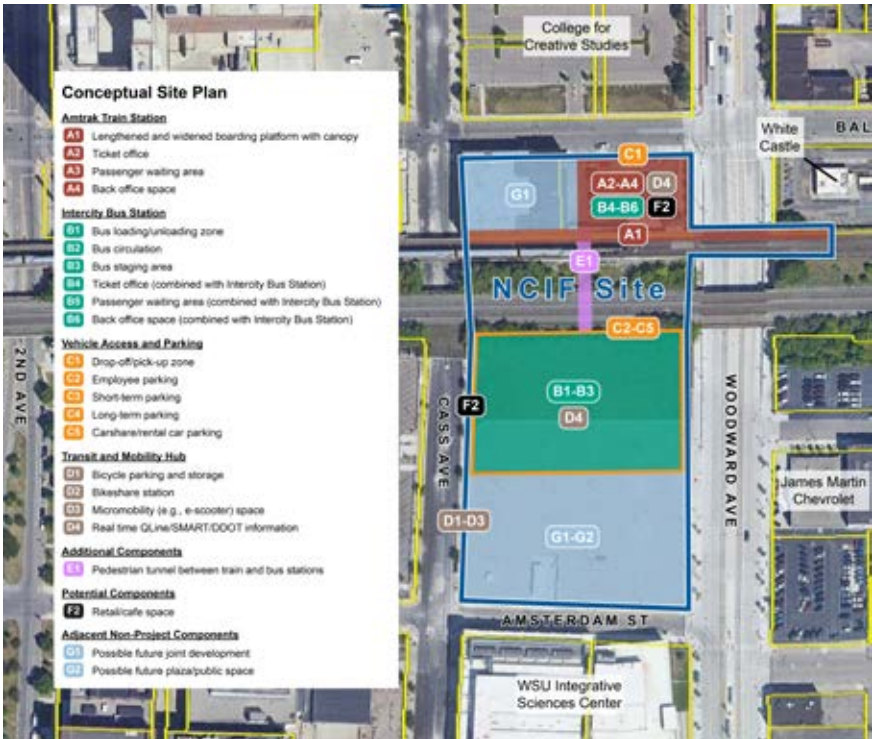 Conceptual Site Plan
Amtrak Train Station
A1 Lengthened and widened boarding platform with canopy
A2 Ticket office
A3 Passenger waiting area
A4 Back office space
Intercity Bus Station
B1 Bus loading/unloading zone
B2 Bus circulation
B3 Bus staging area
B4 Ticket office (combined with Intercity Bus Station)
B5 Passenger waiting area (combined with Intercity Bus Station)
B6 Back office space (combined with Intercity Bus Station)
Vehicle Access and Parking
C1 Drop-off/pick-up zone
C2 Employee parking
C3 Short-term parking
C4 Long-term parking
C5 Carshare/rental car parking
Transit and Mobility Hub
D1 Bicycle parking and storage
D2 Bikeshare station
D3 Micromobility (e.g., e-scooter) space
D4 Real time QLine/SMART/DDOT information
Additional Components
E1 Pedestrian tunnel between train and bus stations
Potential Components
F2 Retail/cafe space
Adjacent Non-Project Components
G1 Possible future joint development
G2 Possible future plaza/public space
College for
Creative Studies
White
Castle
BAL
C1
G1
A2-A4 D4
B4-B6 F2
A1
E1
NCIF Site
C2-C5
2ND AVE
CASS AVE
WOODWARD AVE
B1-B3
F2
D4
James Martin
Chevrolet
D1-D3
G1-G2
AMSTERDAM ST
WSU Integrative
Sciences Center